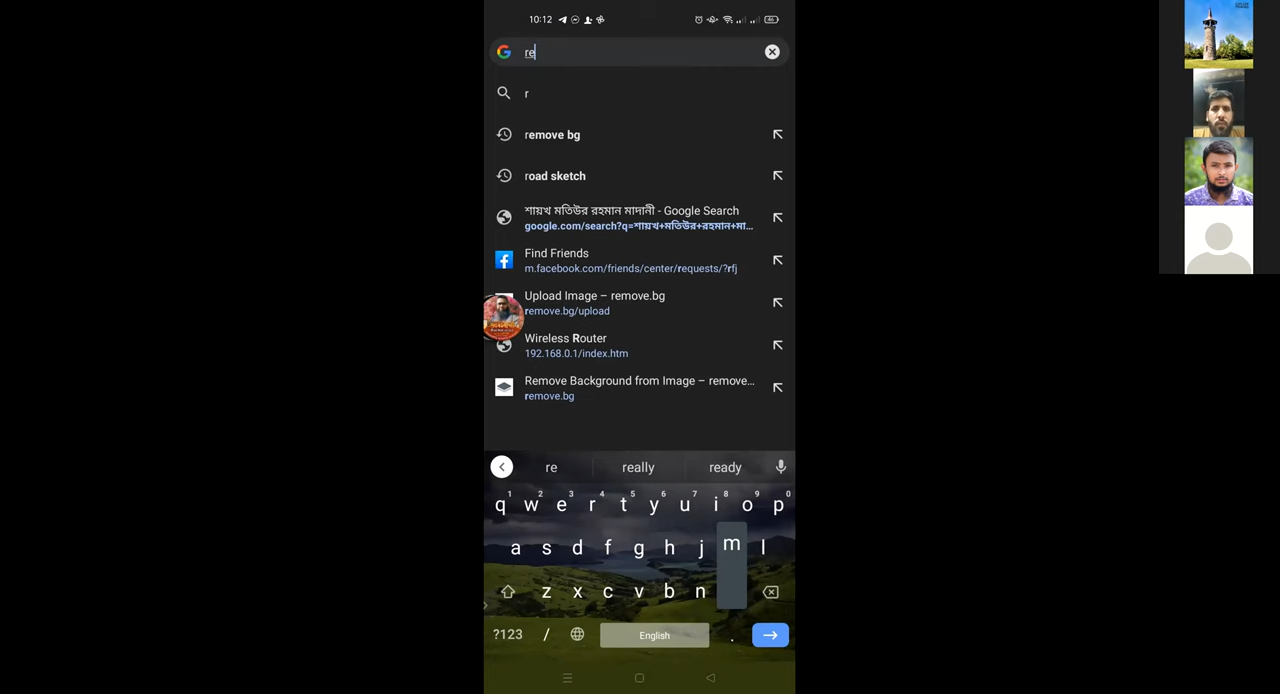 10:12
46
re
r
remove bg
road sketch
শায়খ মতিউর রহমান মাদানী - Google Search
google.com/search?q=শায়খ+মতিউর+রহমান+মা...
Find Friends
m.facebook.com/friends/center/requests/?rfj
Upload Image – remove.bg
remove.bg/upload
Wireless Router
192.168.0.1/index.htm
Remove Background from Image – remove...
remove.bg
re really ready
1 2 3 4 5 6 7 8 9 0
q w e r t y u i o p
a s d f g h j m l
z x c v b n
?123 / English .